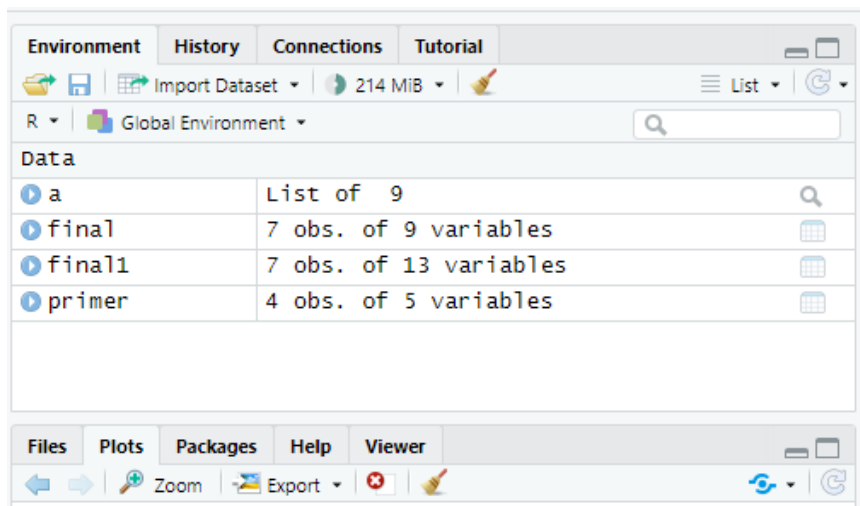 Environment History Connections Tutorial
Import Dataset 214 MiB List
R Global Environment
Data
a List of 9
final 7 obs. of 9 variables
final1 7 obs. of 13 variables
primer 4 obs. of 5 variables
Files Plots Packages Help Viewer
Zoom Export